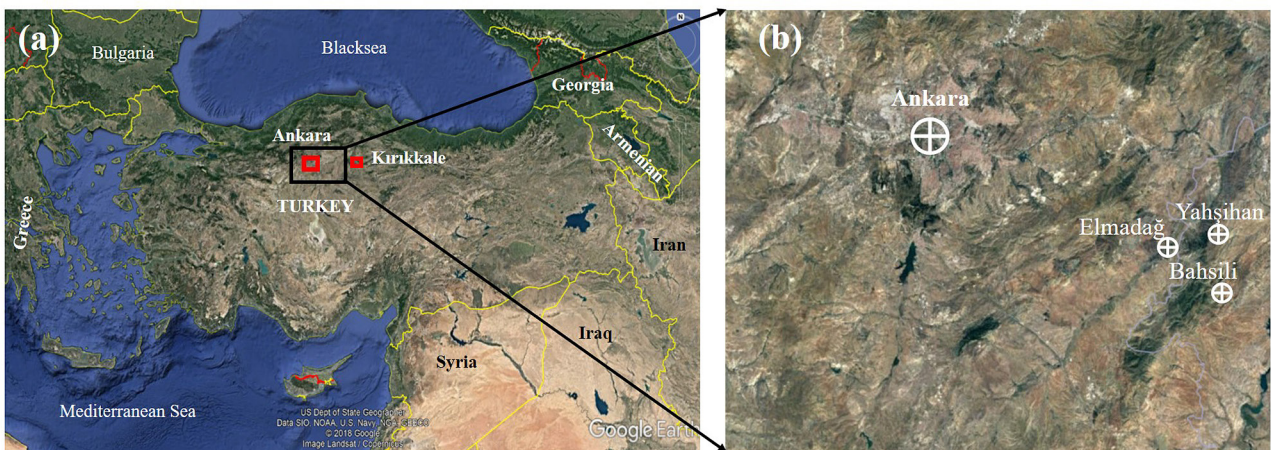 (a)
Bulgaria
Blacksea
N
Georgia
Ankara
Kırıkkale
Armenian
TURKEY
Greece
Iran
Iraq
Syria
Mediterranean Sea
US Dept of State Geographer
Data SIO, NOAA, U.S. Navy, NGA, GEBCO
© 2018 Google
Image Landsat / Copernicus
Google Earth
(b)
Ankara
Yahşihan
Elmadağ
Bahsili